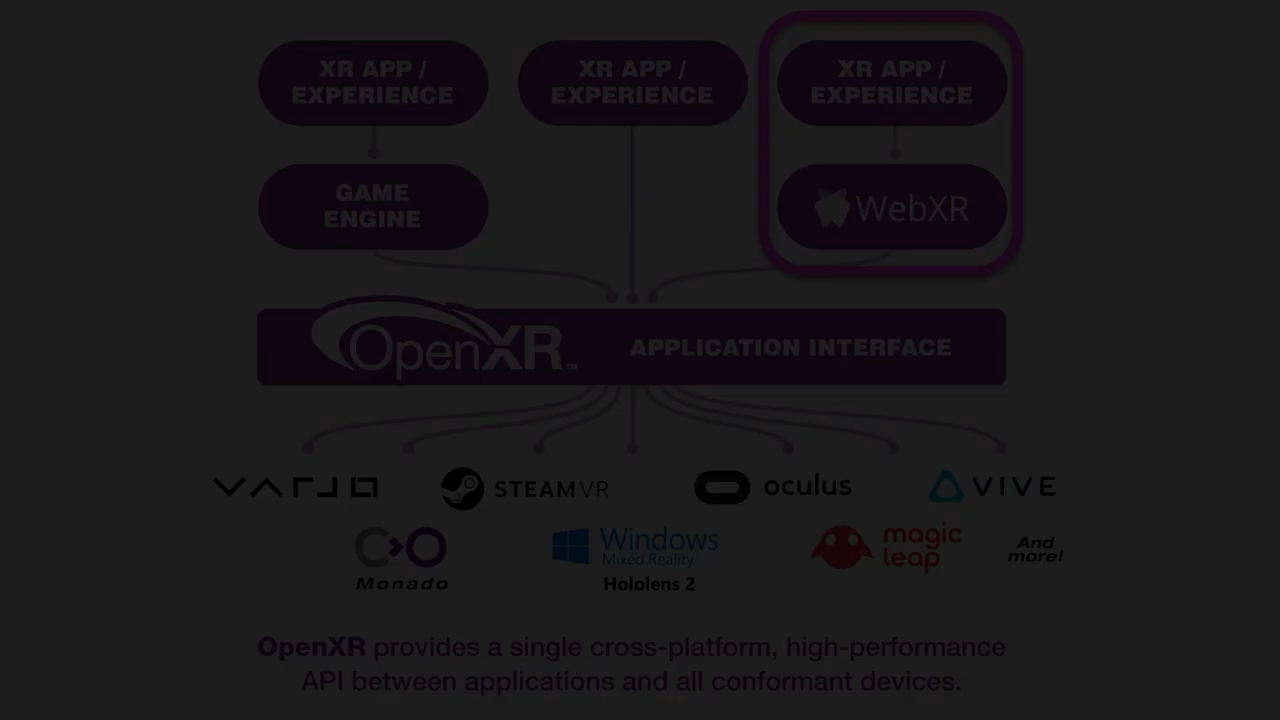 XR APP /
EXPERIENCE
XR APP /
EXPERIENCE
XR APP /
EXPERIENCE
GAME
ENGINE
WebXR
OpenXR™
APPLICATION INTERFACE
VARJO
STEAMVR
oculus
VIVE
Monado
Windows
Mixed Reality
Hololens 2
magic
leap
And
more!
OpenXR provides a single cross-platform, high-performance
API between applications and all conformant devices.